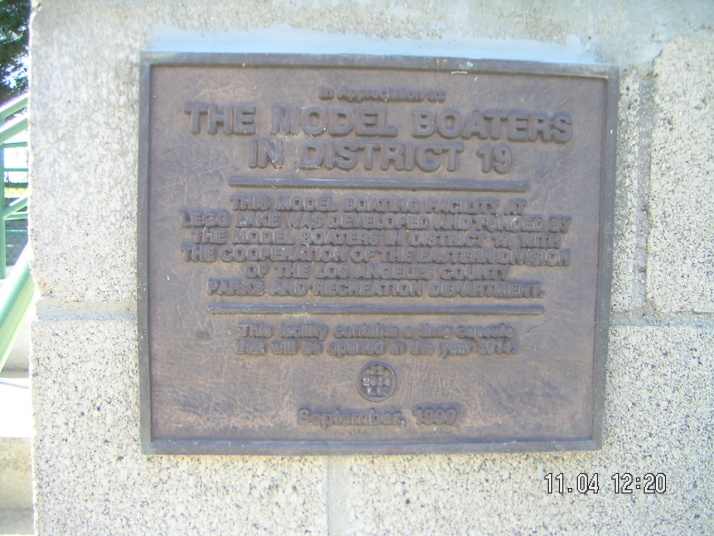 In Appreciation to:
THE MODEL BOATERS
IN DISTRICT 19
THIS MODEL BOATING FACILITY AT
LEGG LAKE WAS DEVELOPED AND FUNDED BY
THE MODEL BOATERS IN DISTRICT 19 WITH
THE COOPERATION OF THE EASTERN DIVISION
OF THE LOS ANGELES COUNTY
PARKS AND RECREATION DEPARTMENT.
This facility contains a time capsule
that will be opened in the year 2014.
2014
September, 1989
11.04 12:20